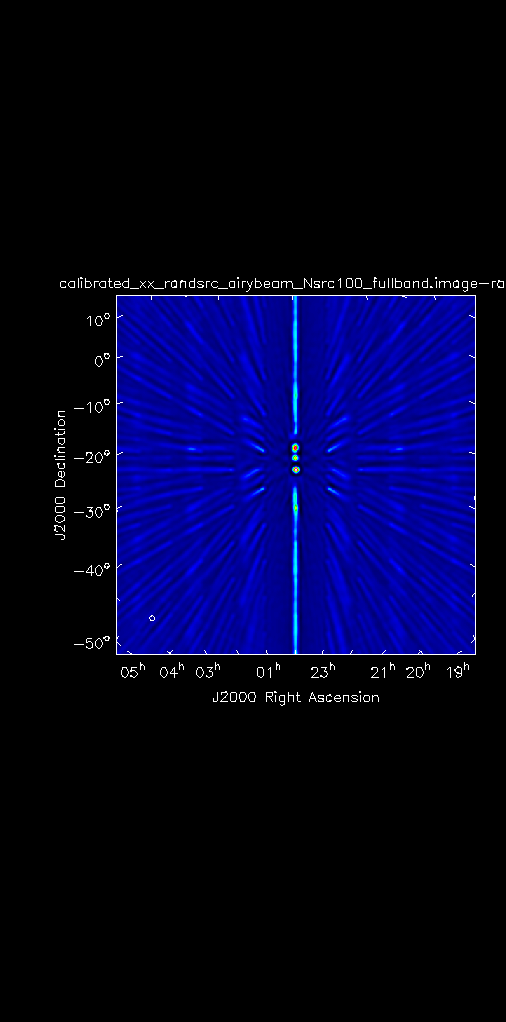 calibrated_xx_randsrc_airybeam_Nsrc100_fullband.image-ra
10°
0°
-10°
-20°
-30°
-40°
-50°
J2000 Declination
05h 04h 03h 01h 23h 21h 20h 19h
J2000 Right Ascension